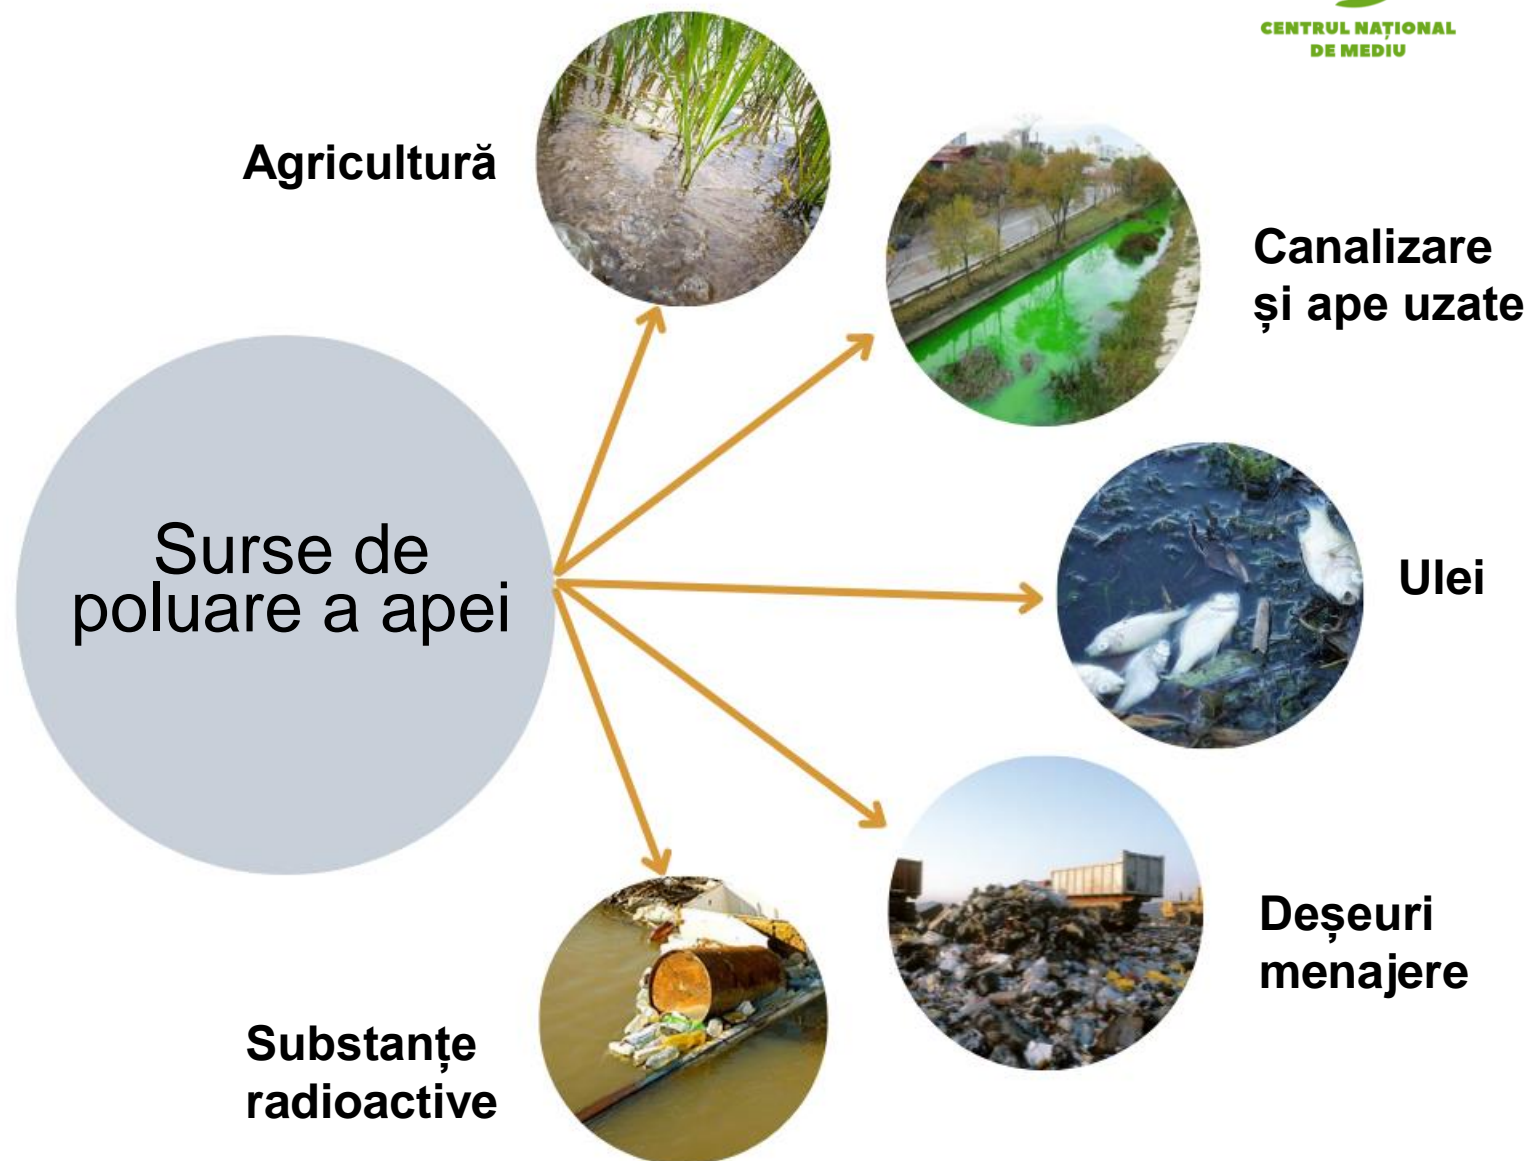 CENTRUL NAȚIONAL
DE MEDIU
Agricultură
Canalizare
și ape uzate
Surse de
poluare a apei
Ulei
Deșeuri
menajere
Substanțe
radioactive